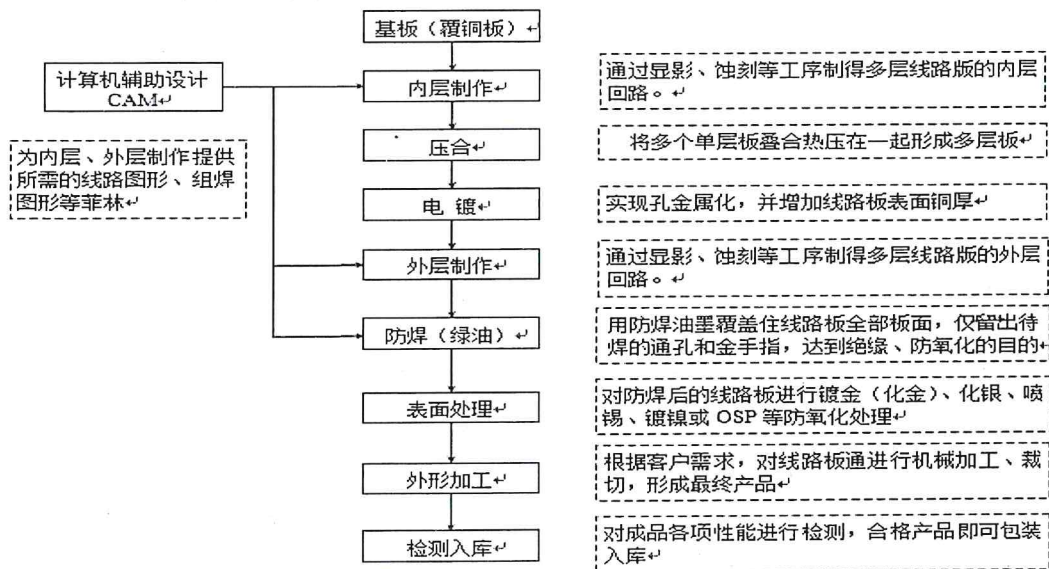 基板（覆铜板）
计算机辅助设计
CAM
内层制作
通过显影、蚀刻等工序制得多层线路版的内层
回路。
为内层、外层制作提供
所需的线路图形、组焊
图形等菲林
压合
将多个单层板叠合热压在一起形成多层板
电 镀
实现孔金属化，并增加线路板表面铜厚
外层制作
通过显影、蚀刻等工序制得多层线路版的外层
回路。
防焊（绿油）
用防焊油墨覆盖住线路板全部板面，仅留出待
焊的通孔和金手指，达到绝缘、防氧化的目的
表面处理
对防焊后的线路板进行镀金（化金）、化银、喷
锡、镀镍或 OSP 等防氧化处理
外形加工
根据客户需求，对线路板通进行机械加工、裁
切，形成最终产品
检测入库
对成品各项性能进行检测，合格产品即可包装
入库